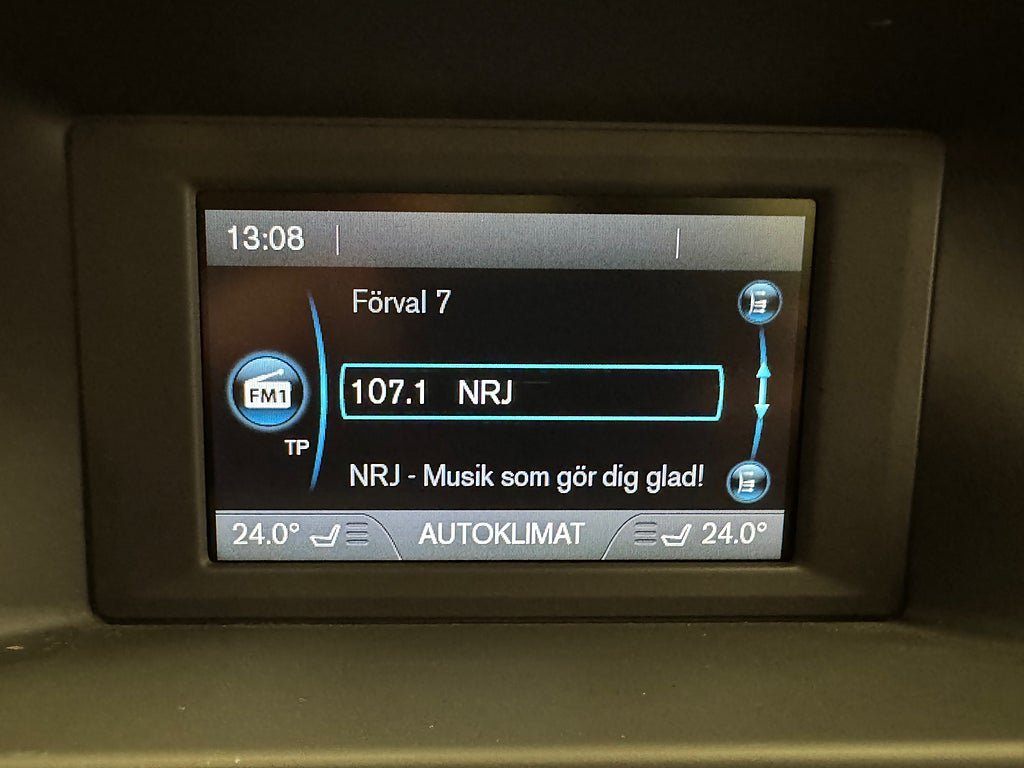 13:08
Förval 7
FM1
107.1 NRJ
TP
NRJ - Musik som gör dig glad!
24.0° AUTOKLIMAT 24.0°